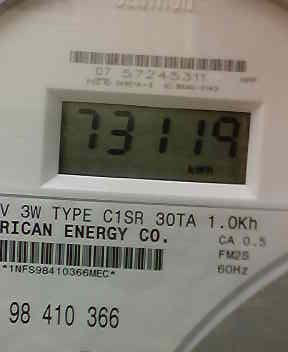 07 57245311
73119
kWH
V 3W TYPE C1SR 30TA 1.0Kh
RICAN ENERGY CO.
CA 0.5
FM2S
60Hz
*1NFS98410366MEC*
98 410 366